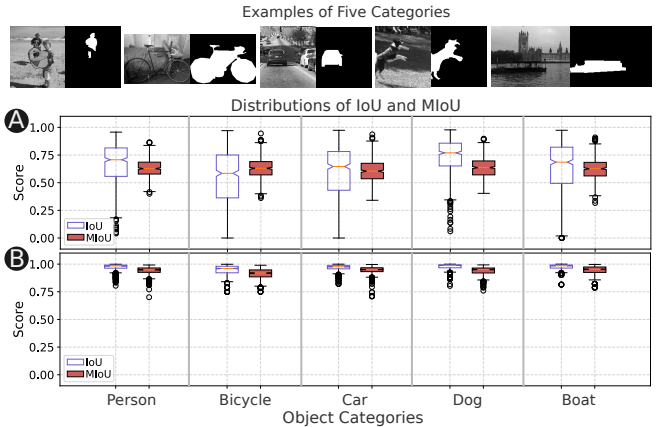 Examples of Five Categories
Distributions of IoU and MIoU
A
1.00
0.75
0.50
0.25
0.00
Score
IoU
MIoU
B
1.00
0.75
0.50
0.25
0.00
Score
IoU
MIoU
Person Bicycle Car Dog Boat
Object Categories